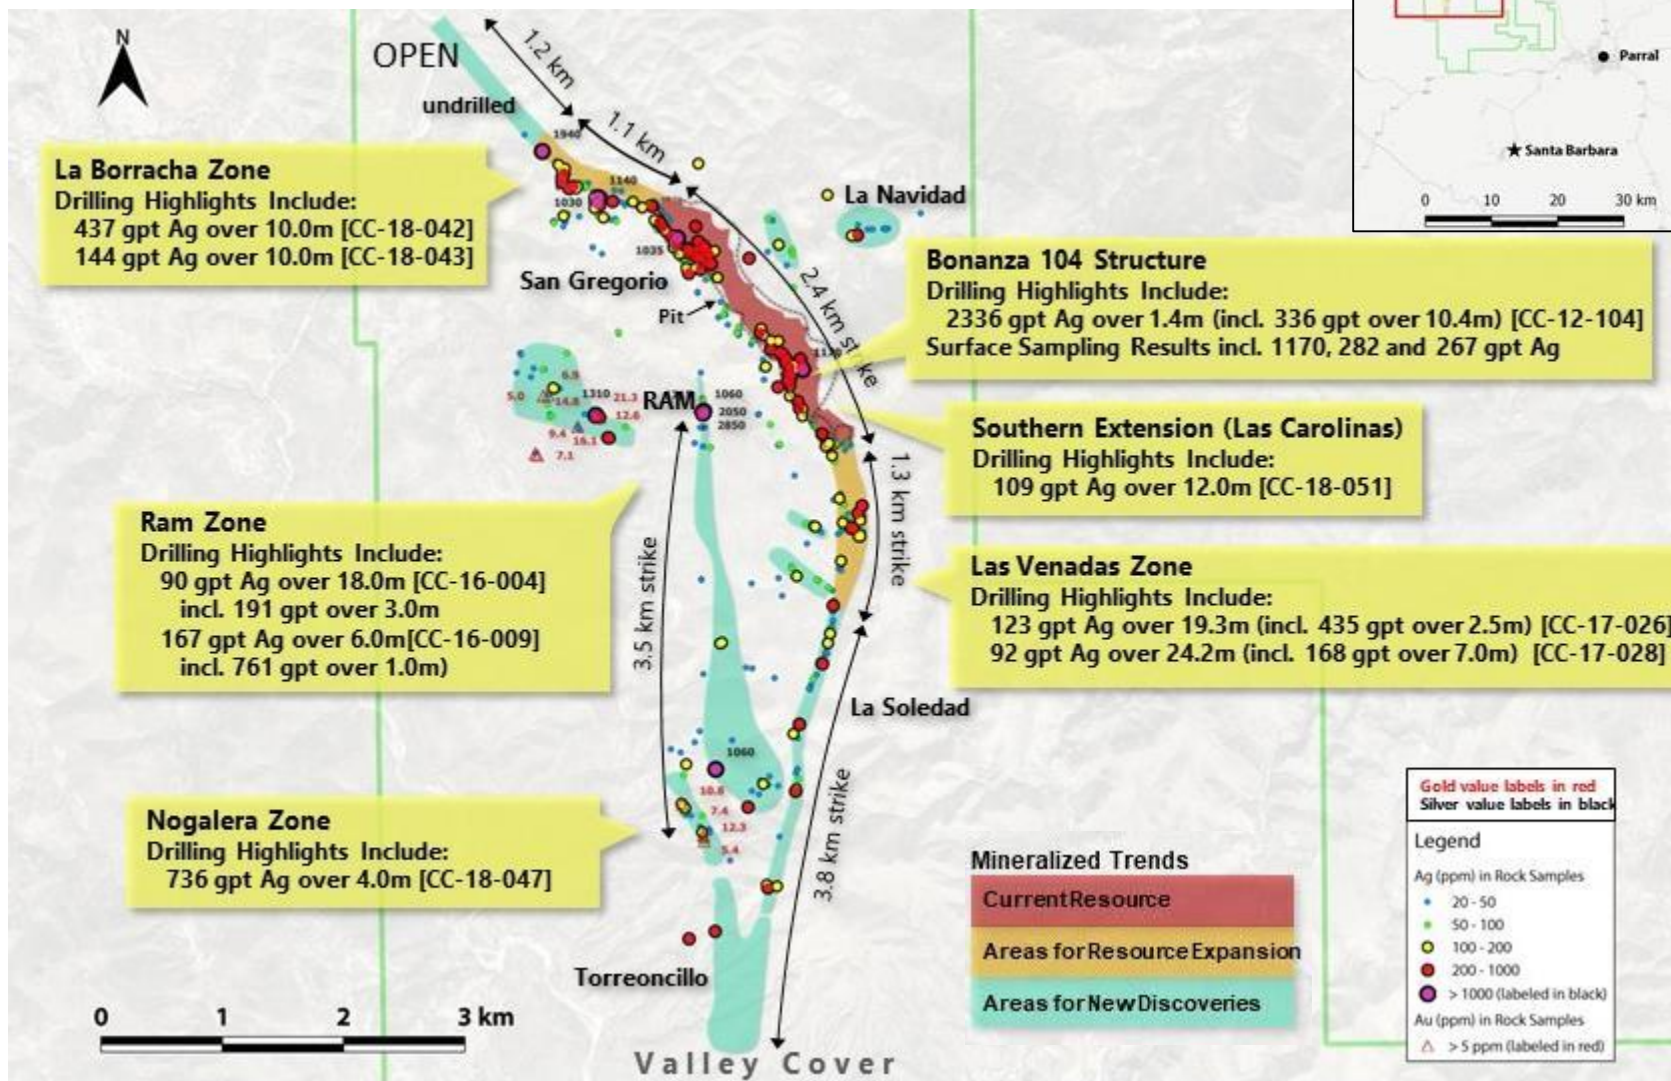 N
OPEN
undrilled
1.2 km
1.1 km
1940
1140
1030
1035
La Borracha Zone
Drilling Highlights Include:
437 gpt Ag over 10.0m [CC-18-042]
144 gpt Ag over 10.0m [CC-18-043]
San Gregorio
Pit
La Navidad
2.4 km strike
Parral
Santa Barbara
0 10 20 30 km
Bonanza 104 Structure
Drilling Highlights Include:
2336 gpt Ag over 1.4m (incl. 336 gpt over 10.4m) [CC-12-104]
Surface Sampling Results incl. 1170, 282 and 267 gpt Ag
6.9
5.0
14.8
1310
21.3
12.6
9.4
16.1
7.1
RAM
1060
2050
2850
Southern Extension (Las Carolinas)
Drilling Highlights Include:
109 gpt Ag over 12.0m [CC-18-051]
1.3 km strike
Ram Zone
Drilling Highlights Include:
90 gpt Ag over 18.0m [CC-16-004]
incl. 191 gpt over 3.0m
167 gpt Ag over 6.0m[CC-16-009]
incl. 761 gpt over 1.0m)
3.5 km strike
Las Venadas Zone
Drilling Highlights Include:
123 gpt Ag over 19.3m (incl. 435 gpt over 2.5m) [CC-17-026]
92 gpt Ag over 24.2m (incl. 168 gpt over 7.0m) [CC-17-028]
La Soledad
1060
10.8
7.4
12.3
5.4
3.8 km strike
Nogalera Zone
Drilling Highlights Include:
736 gpt Ag over 4.0m [CC-18-047]
Torreoncillo
Valley Cover
0 1 2 3 km
Mineralized Trends
Current Resource
Areas for Resource Expansion
Areas for New Discoveries
Gold value labels in red
Silver value labels in black
Legend
Ag (ppm) in Rock Samples
20 - 50
50 - 100
100 - 200
200 - 1000
> 1000 (labeled in black)
Au (ppm) in Rock Samples
> 5 ppm (labeled in red)